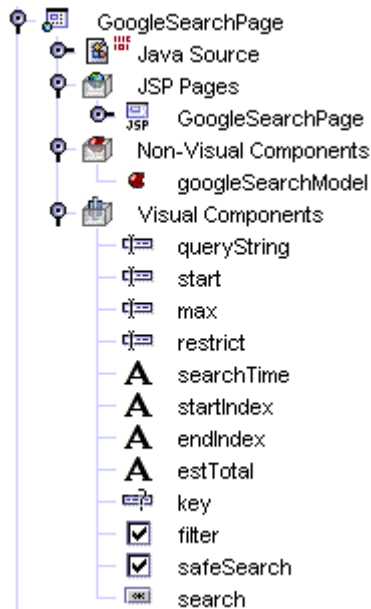 GoogleSearchPage
Java Source
JSP Pages
JSP GoogleSearchPage
Non-Visual Components
googleSearchModel
Visual Components
queryString
start
max
restrict
A searchTime
A startIndex
A endIndex
A estTotal
key
filter
safeSearch
search